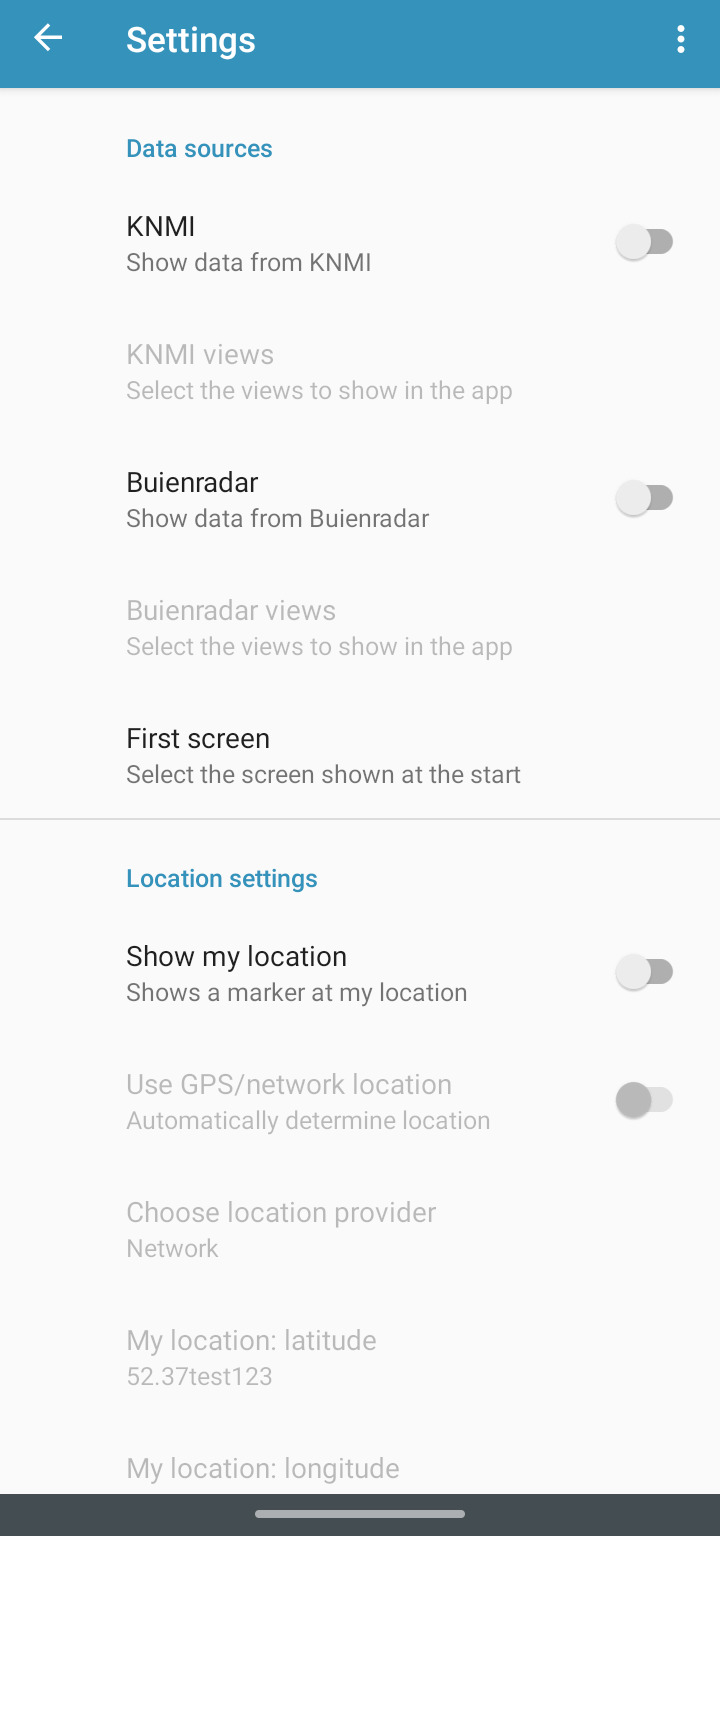 Settings
Data sources
KNMI
Show data from KNMI
KNMI views
Select the views to show in the app
Buienradar
Show data from Buienradar
Buienradar views
Select the views to show in the app
First screen
Select the screen shown at the start
Location settings
Show my location
Shows a marker at my location
Use GPS/network location
Automatically determine location
Choose location provider
Network
My location: latitude
52.37test123
My location: longitude